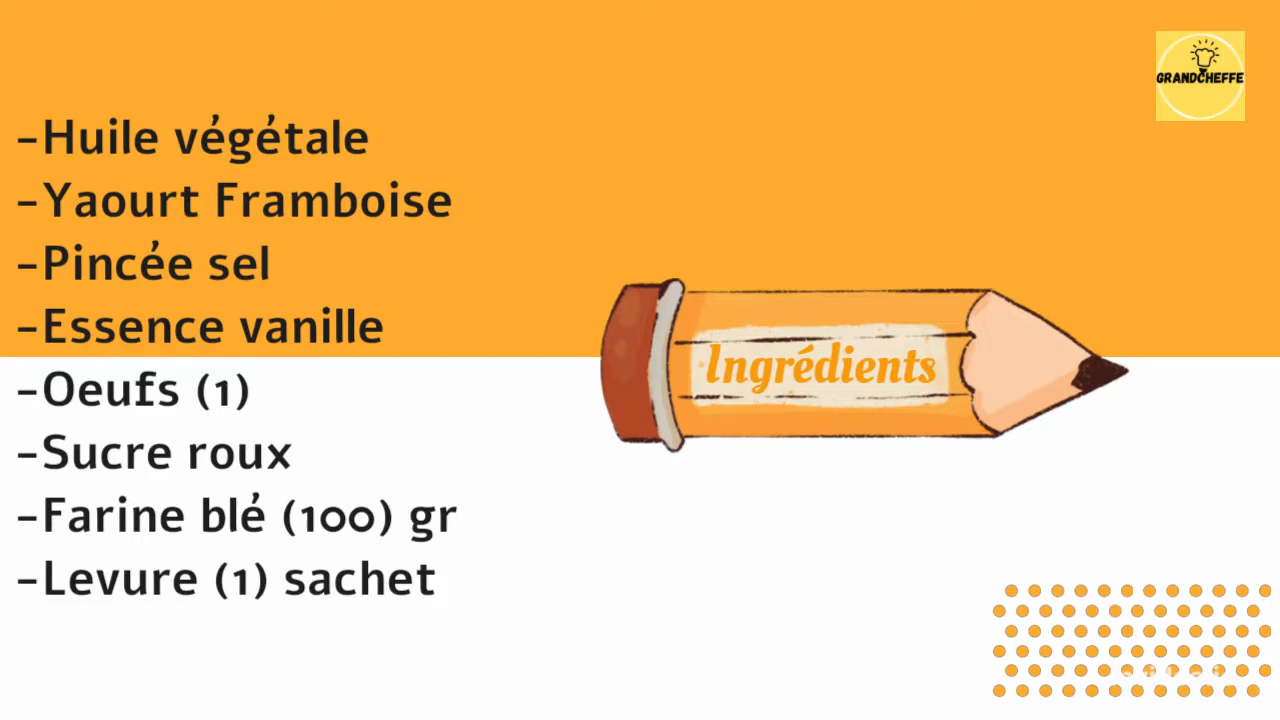 GRANDCHEFFE
-Huile végétale
-Yaourt Framboise
-Pincée sel
-Essence vanille
-Oeufs (1)
-Sucre roux
-Farine blé (100) gr
-Levure (1) sachet
Ingrédients